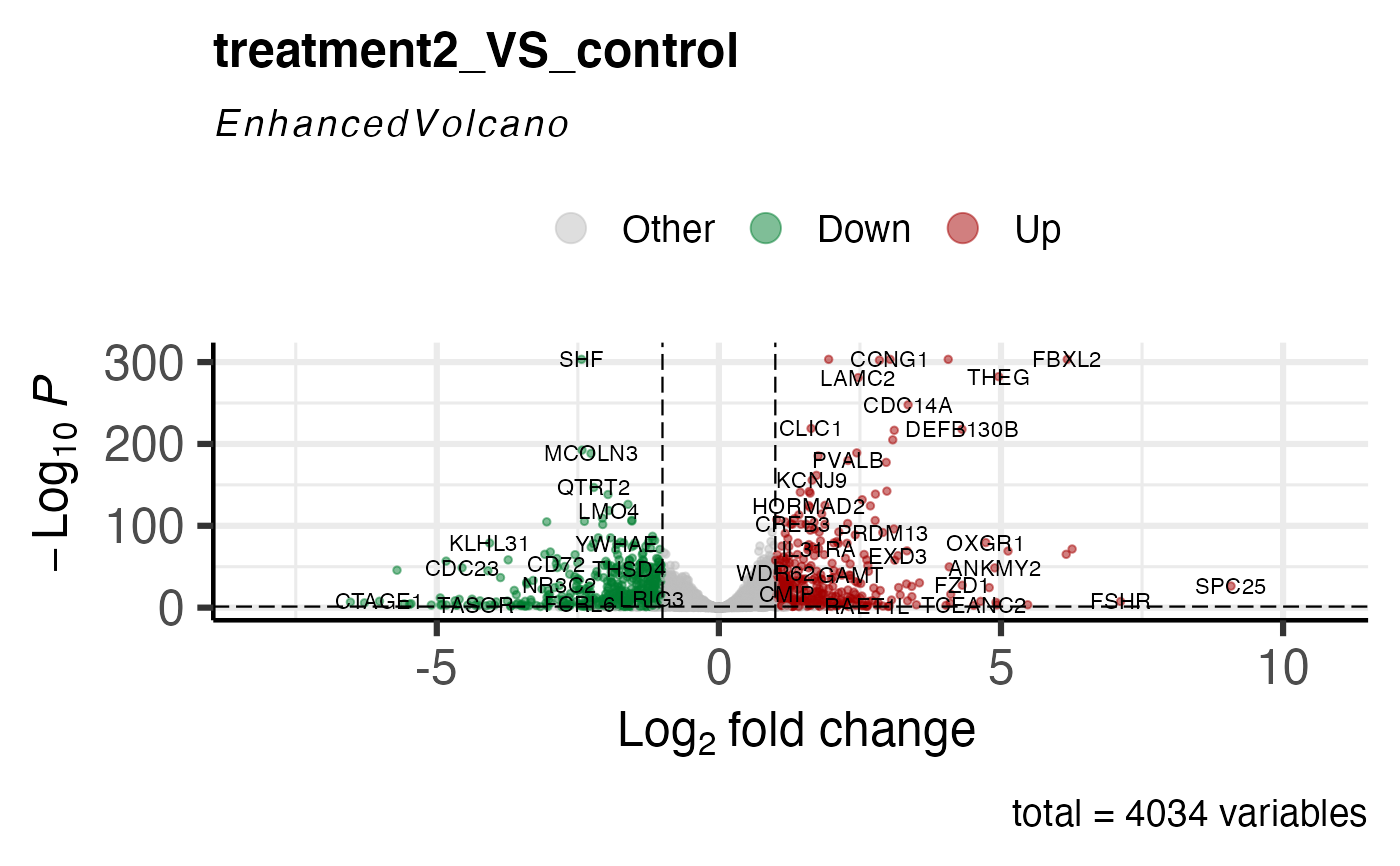 treatment2_VS_control
EnhancedVolcano
Other Down Up
−Log10 P
300
200
100
0
SHF CCNG1 FBXL2
LAMC2 THEG
CDC14A
CLIC1 DEFB130B
MCOLN3 PVALB
QTRT2 KCNJ9
LMO4 HORMAD2
CREB3 PRDM13
KLHL31 YWHAE IL31RA EXD3 OXGR1
CDC23 CD72 THSD4 WDR62 GAMT ANKMY2
NR3C2 FZD1 SPC25
CTAGE1 TASOR FCRL6 LRIG3 CMIP RAET1L TCEANC2 FSHR
-5 0 5 10
Log2 fold change
total = 4034 variables